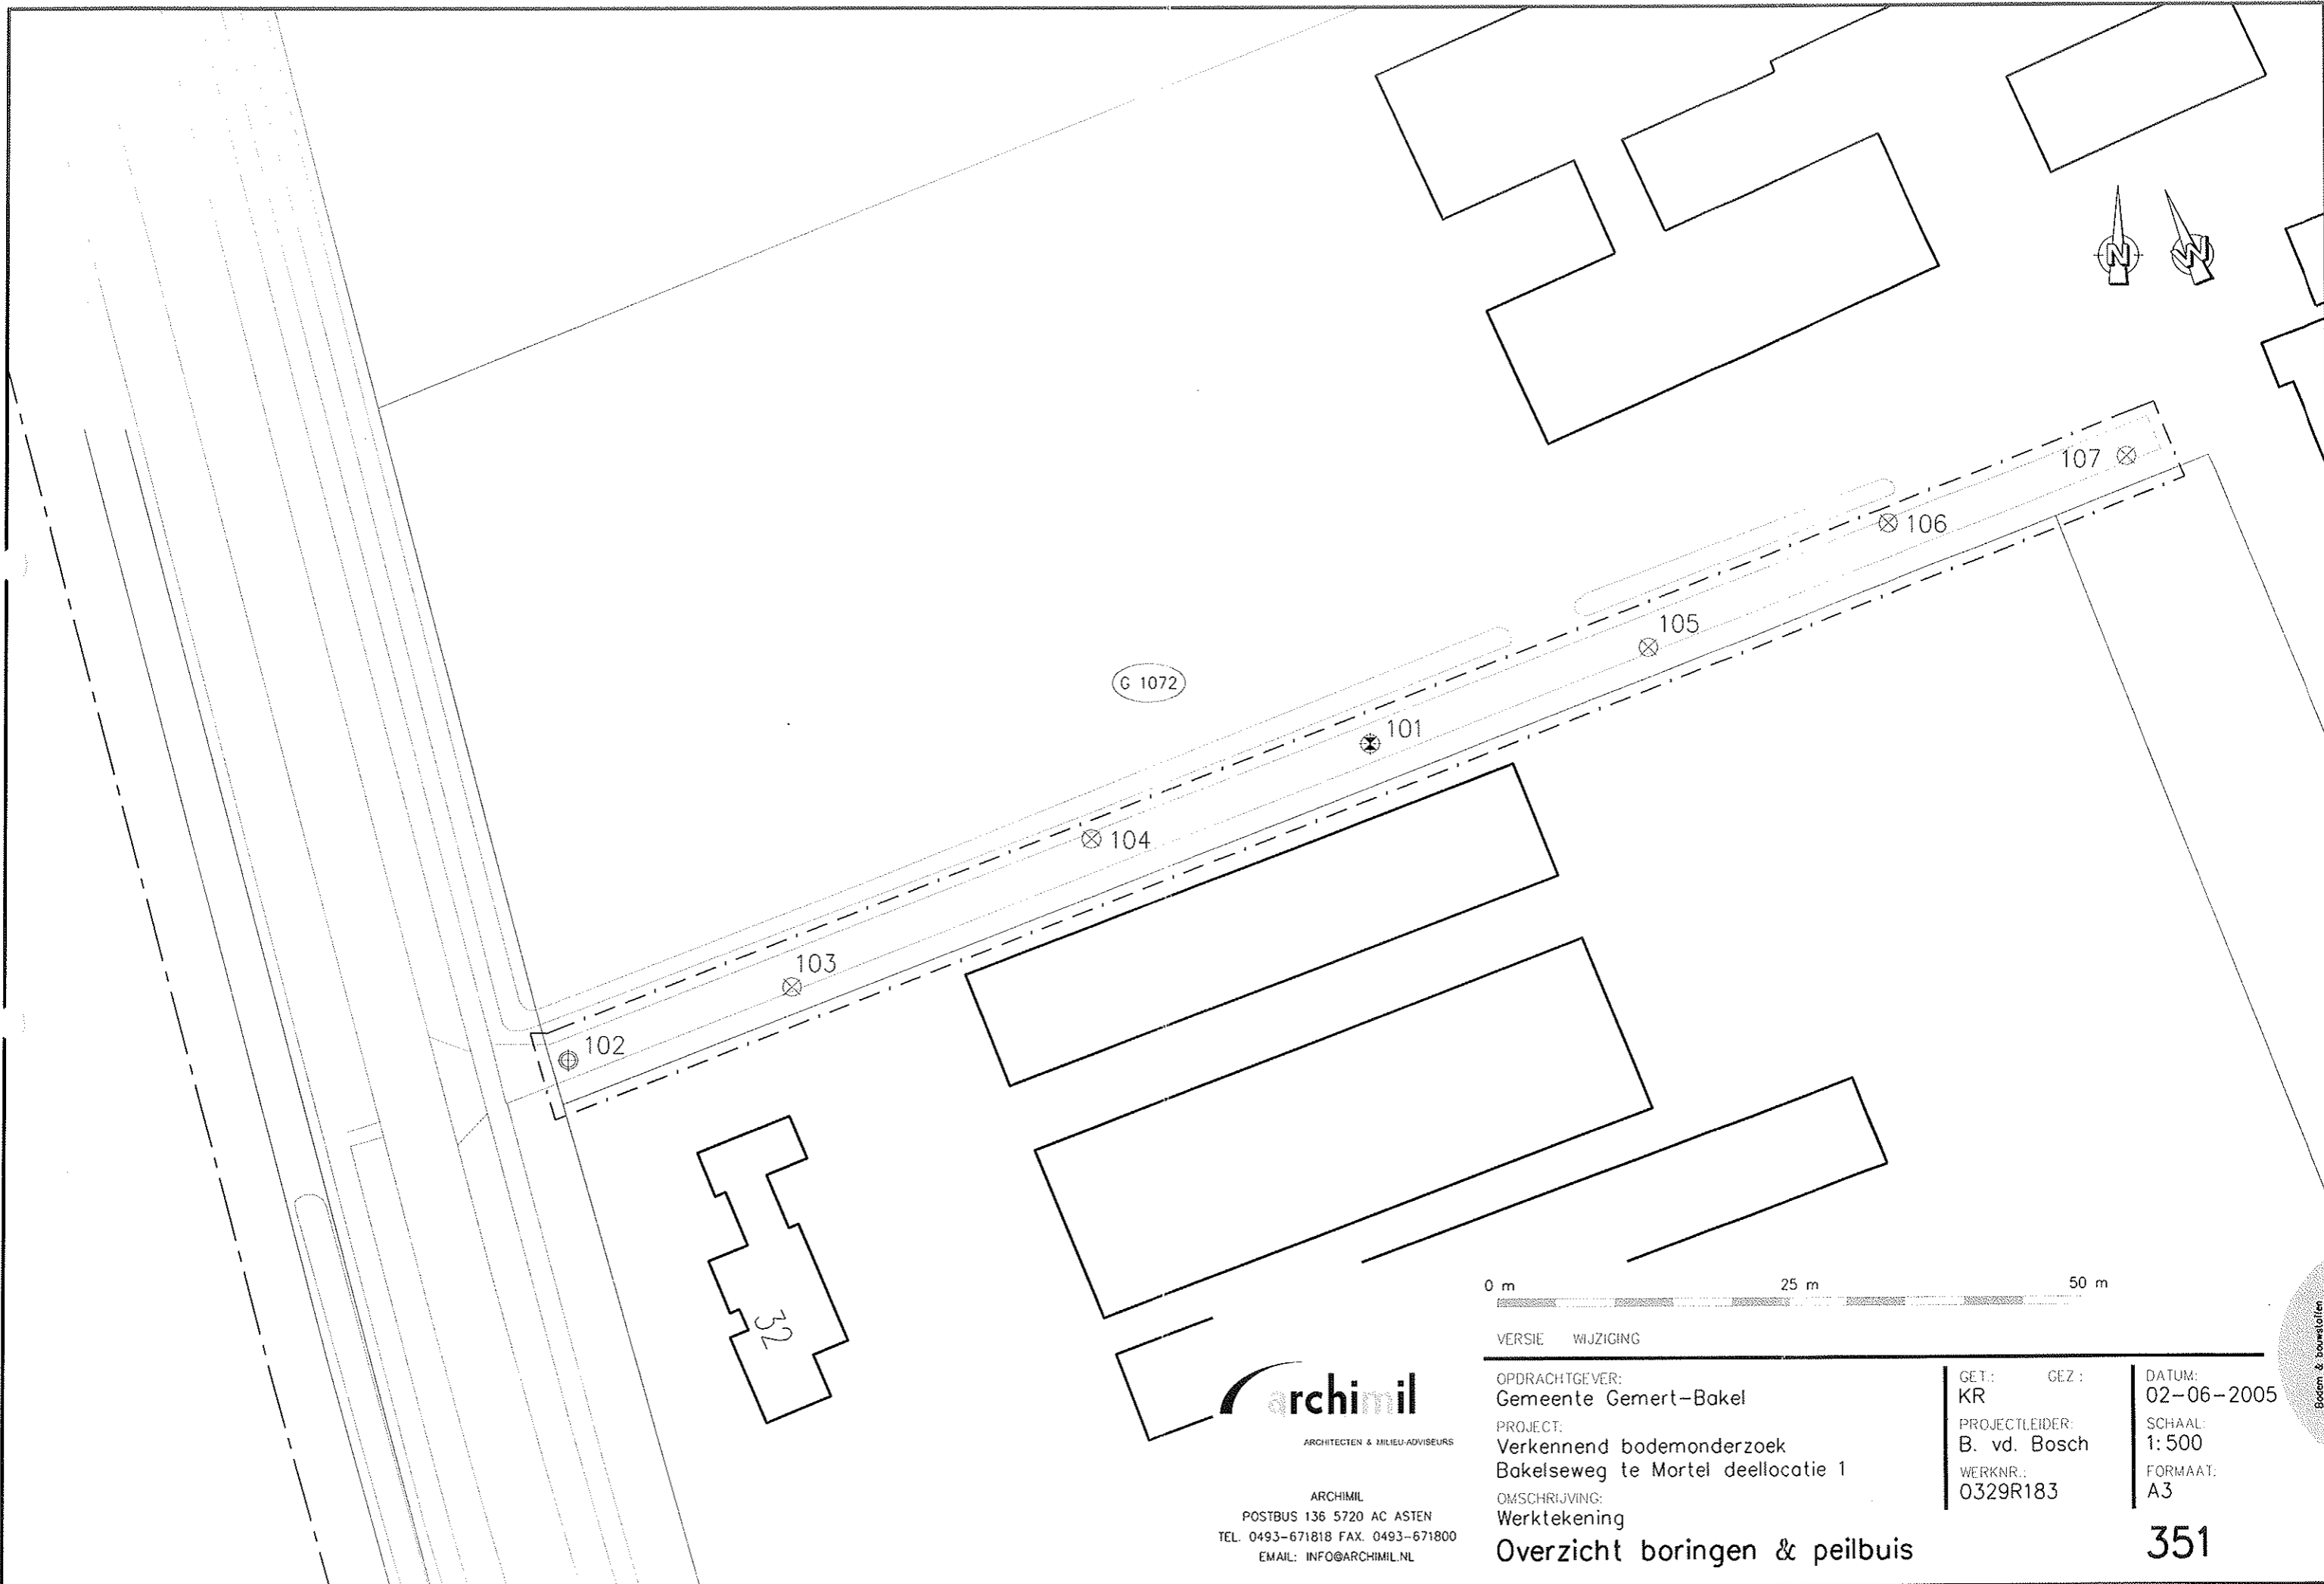 N N
107
106
105
G 1072
101
104
103
102
32
0 m 25 m 50 m
VERSIE WIJZIGING
archimil
ARCHITECTEN & MILIEU-ADVISEURS
ARCHIMIL
POSTBUS 136 5720 AC ASTEN
TEL. 0493-671818 FAX. 0493-671800
EMAIL: INFO@ARCHIMIL.NL
OPDRACHTGEVER:
Gemeente Gemert-Bakel
PROJECT:
Verkennend bodemonderzoek
Bakelseweg te Mortel deellocatie 1
OMSCHRIJVING:
Werktekening
Overzicht boringen & peilbuis
GET.: GEZ :
KR
PROJECTLEIDER:
B. vd. Bosch
WERKNR.:
0329R183
DATUM:
02-06-2005
SCHAAL:
1:500
FORMAAT:
A3
351
Bodem & bouwstoffen